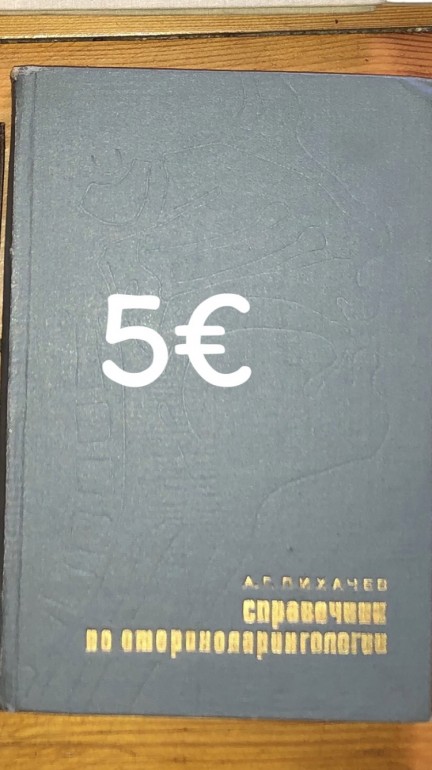 5€
А.Г.ЛИХАЧЕВ
справочник
по оториноларингологии